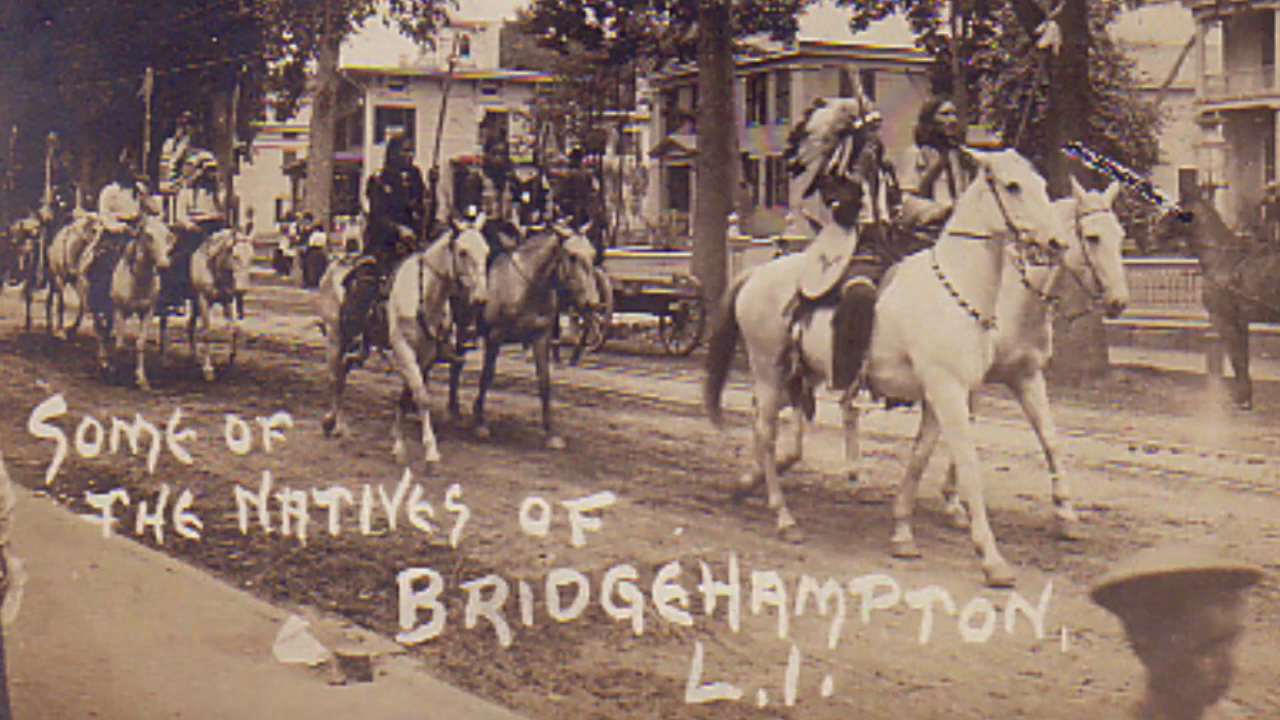 SOME OF
THE NATIVES OF
BRIDGEHAMPTON,
L.I.